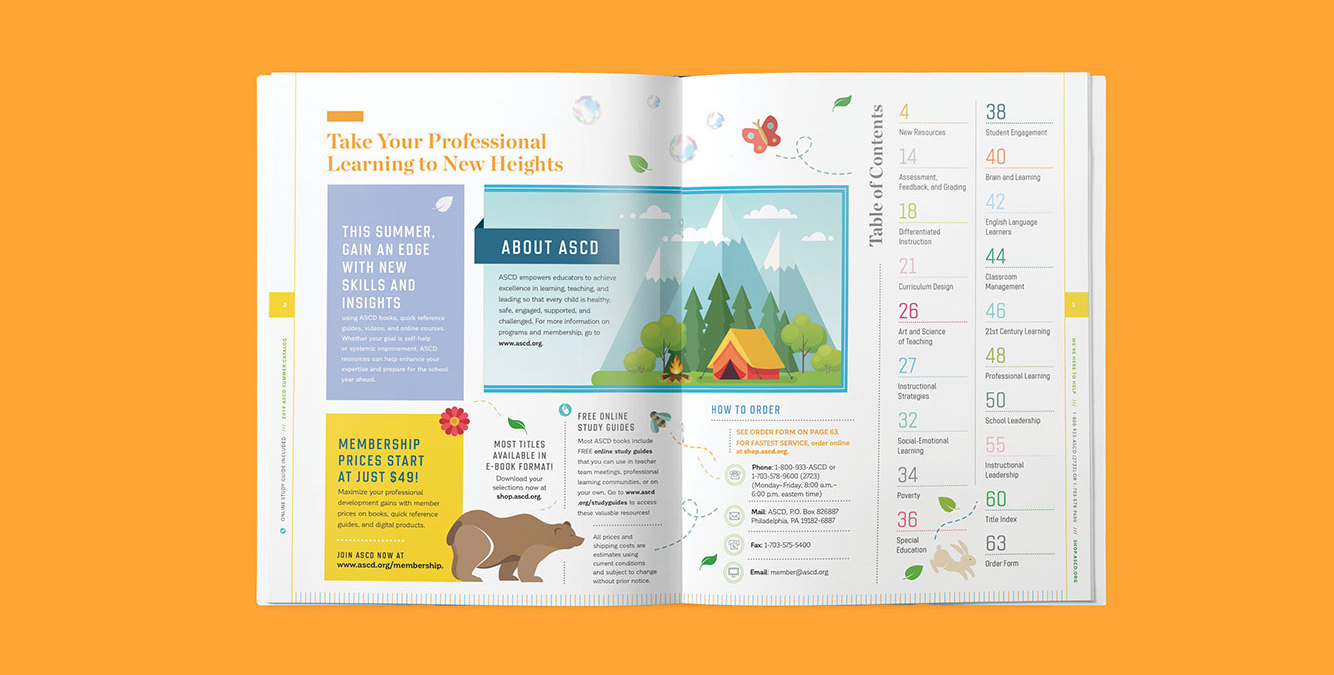 Take Your Professional
Learning to New Heights
THIS SUMMER,
GAIN AN EDGE
WITH NEW
SKILLS AND
INSIGHTS
using ASCD books, quick reference
guides, videos, and online courses.
Whether your goal is self-help
or systemic improvement, ASCD
resources can help enhance your
expertise and prepare for the school
year ahead.
ABOUT ASCD
ASCD empowers educators to achieve
excellence in learning, teaching, and
leading so that every child is healthy,
safe, engaged, supported, and
challenged. For more information on
programs and membership, go to
www.ascd.org.
MEMBERSHIP
PRICES START
AT JUST $49!
Maximize your professional
development gains with member
prices on books, quick reference
guides, and digital products.
JOIN ASCD NOW AT
www.ascd.org/membership.
MOST TITLES
AVAILABLE IN
E-BOOK FORMAT!
Download your
selections now at
shop.ascd.org.
FREE ONLINE
STUDY GUIDES
Most ASCD books include
FREE online study guides
that you can use in teacher
team meetings, professional
learning communities, or on
your own. Go to www.ascd
.org/studyguides to access
these valuable resources!
All prices and
shipping costs are
estimates using
current conditions
and subject to change
without prior notice.
2
ONLINE STUDY GUIDE INCLUDED /// 2019 ASCD SUMMER CATALOG
HOW TO ORDER
SEE ORDER FORM ON PAGE 63.
FOR FASTEST SERVICE, order online
at shop.ascd.org.
Phone: 1-800-933-ASCD or
1-703-578-9600 (2723)
(Monday–Friday, 8:00 a.m.–
6:00 p.m. eastern time)
Mail: ASCD, P.O. Box 826887
Philadelphia, PA 19182-6887
Fax: 1-703-575-5400
Email: member@ascd.org
Table of Contents
4
New Resources
14
Assessment,
Feedback, and Grading
18
Differentiated
Instruction
21
Curriculum Design
26
Art and Science
of Teaching
27
Instructional
Strategies
32
Social-Emotional
Learning
34
Poverty
36
Special
Education
38
Student Engagement
40
Brain and Learning
42
English Language
Learners
44
Classroom
Management
46
21st Century Learning
48
Professional Learning
50
School Leadership
55
Instructional
Leadership
60
Title Index
63
Order Form
3
WE'RE HERE TO HELP /// 1-800-933-ASCD (2723) OR 1-703-578-9600 /// SHOP.ASCD.ORG